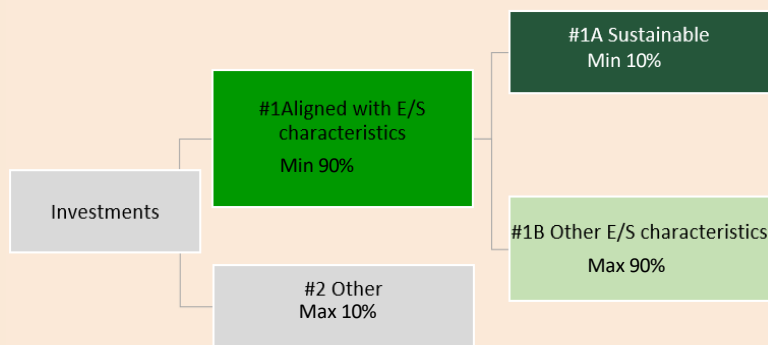 Investments
#1Aligned with E/S
characteristics
Min 90%
#2 Other
Max 10%
#1A Sustainable
Min 10%
#1B Other E/S characteristics
Max 90%